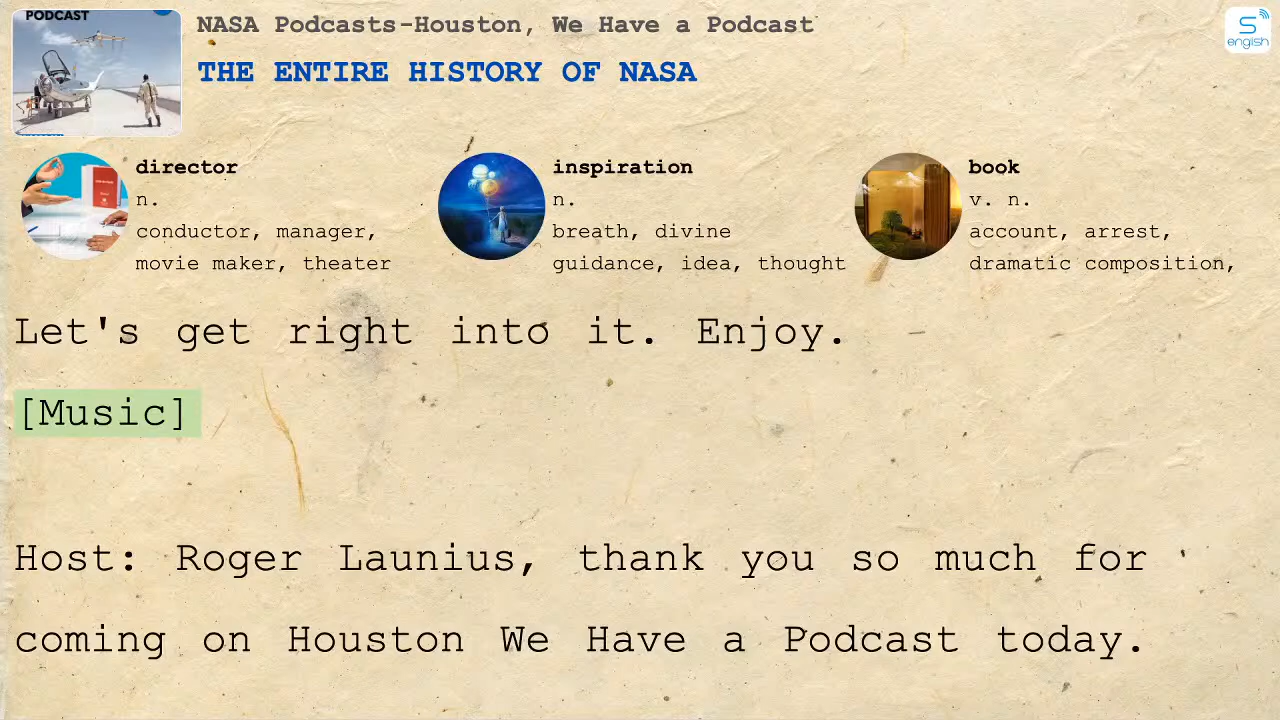 PODCAST
NASA Podcasts-Houston, We Have a Podcast
THE ENTIRE HISTORY OF NASA
S
english
director
n.
conductor, manager,
movie maker, theater
inspiration
n.
breath, divine
guidance, idea, thought
book
v. n.
account, arrest,
dramatic composition,
Let's get right into it. Enjoy.
[Music]
Host: Roger Launius, thank you so much for
coming on Houston We Have a Podcast today.